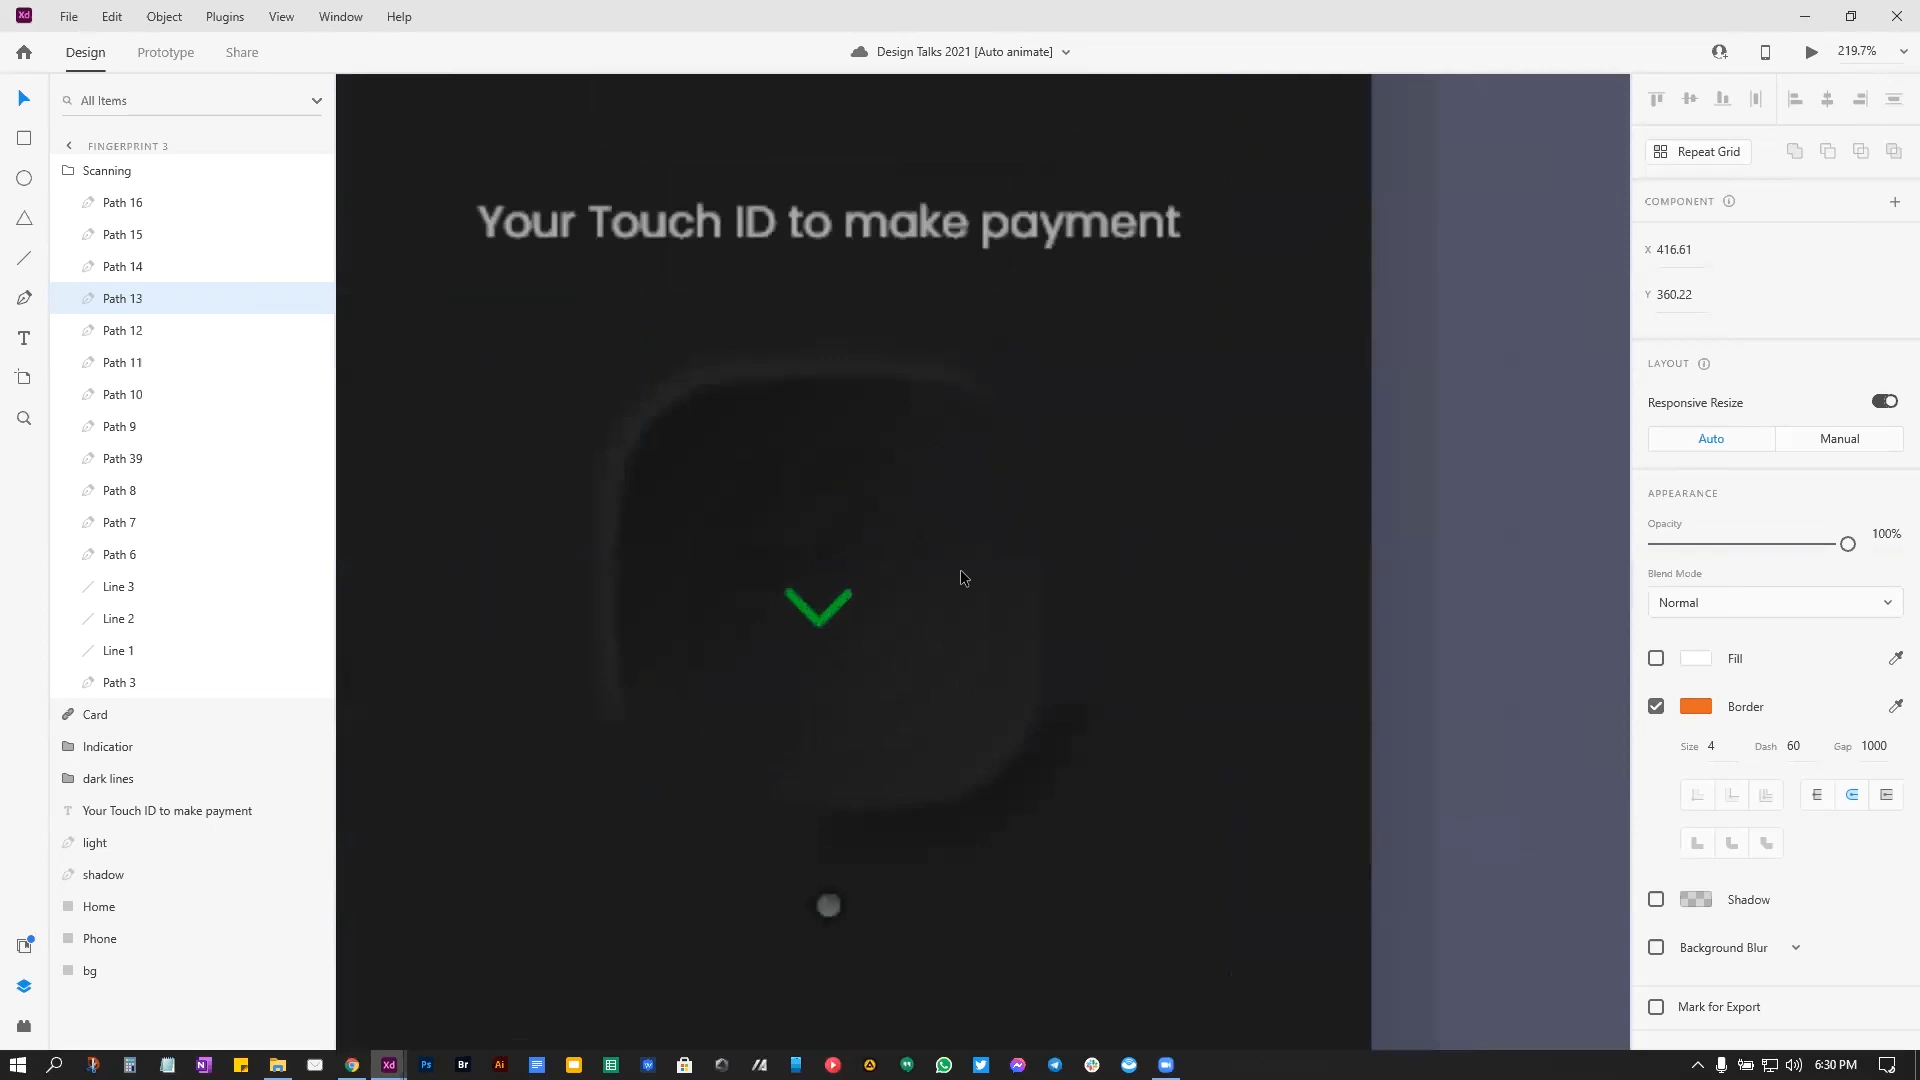 Xd File Edit Object Plugins View Window Help
Design Prototype Share Design Talks 2021 [Auto animate] 219.7%
All Items
FINGERPRINT 3
Scanning
Path 16
Path 15
Path 14
Path 13
Path 12
Path 11
Path 10
Path 9
Path 39
Path 8
Path 7
Path 6
Line 3
Line 2
Line 1
Path 3
Card
Indicatior
dark lines
Your Touch ID to make payment
light
shadow
Home
Phone
bg
Your Touch ID to make payment
Repeat Grid
COMPONENT
X 416.61
Y 360.22
LAYOUT
Responsive Resize
Auto Manual
APPEARANCE
Opacity
100%
Blend Mode
Normal
Fill
Border
Size 4 Dash 60 Gap 1000
Shadow
Background Blur
Mark for Export
Xd Ps Br Ai 6:30 PM